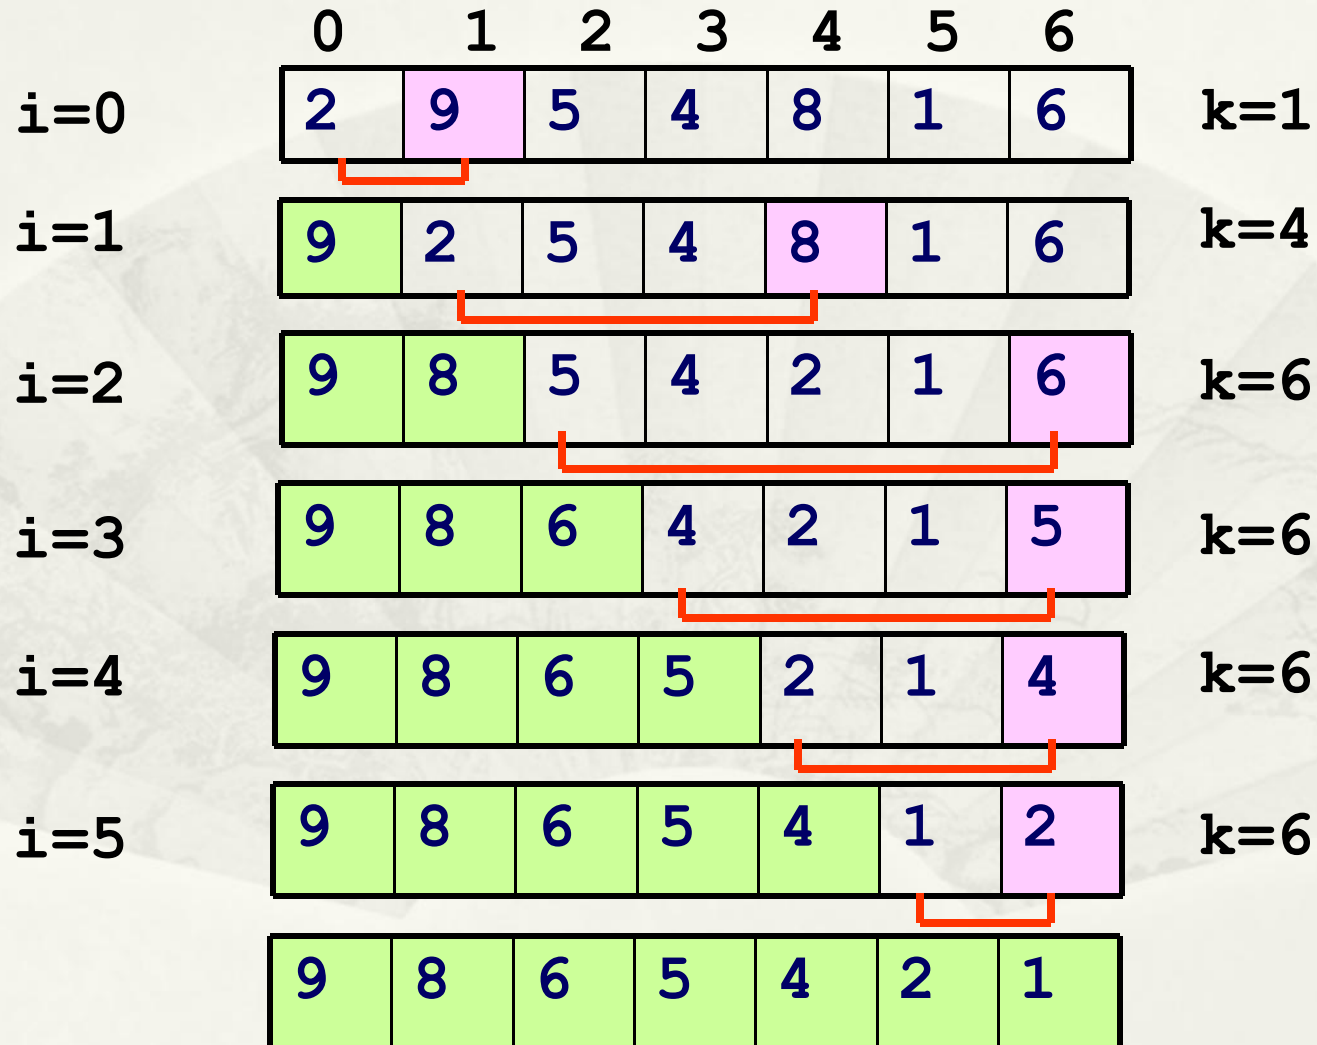 0 1 2 3 4 5 6
i=0 2 9 5 4 8 1 6 k=1
i=1 9 2 5 4 8 1 6 k=4
i=2 9 8 5 4 2 1 6 k=6
i=3 9 8 6 4 2 1 5 k=6
i=4 9 8 6 5 2 1 4 k=6
i=5 9 8 6 5 4 1 2 k=6
9 8 6 5 4 2 1